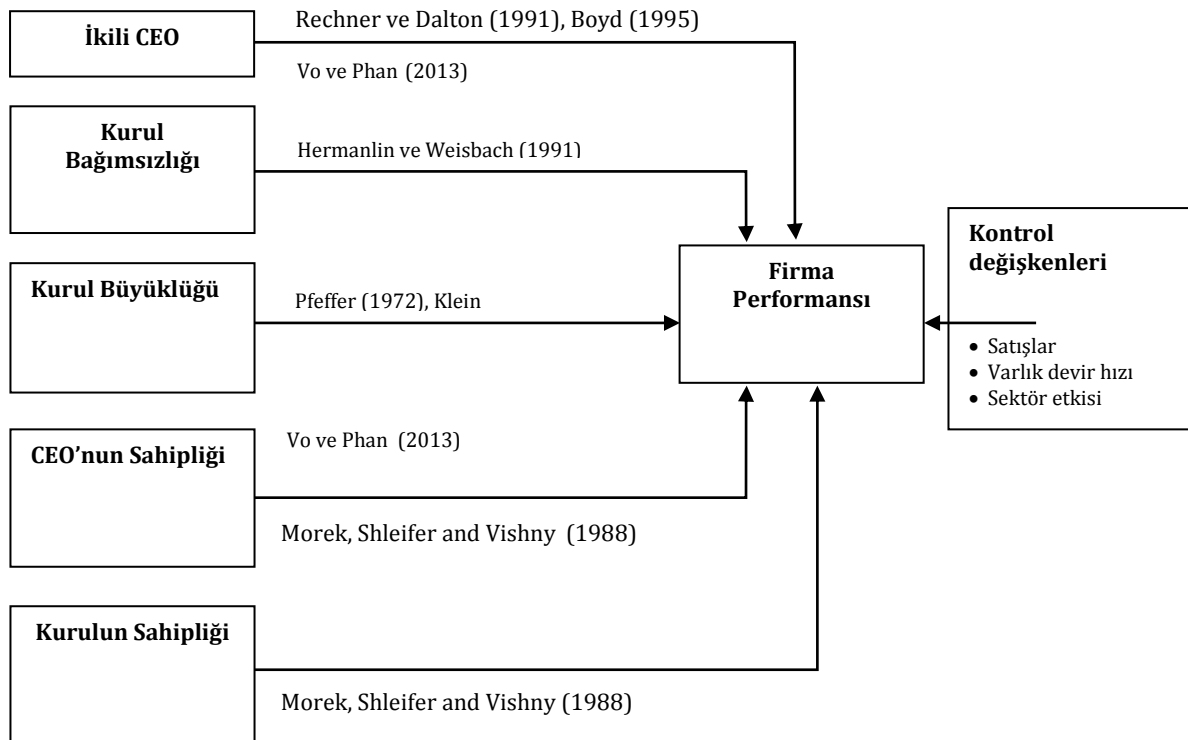 İkili CEO
Rechner ve Dalton (1991), Boyd (1995)
Vo ve Phan (2013)
Kurul
Bağımsızlığı
Hermanlin ve Weisbach (1991)
Kurul Büyüklüğü
Pfeffer (1972), Klein
Firma
Performansı
Kontrol
değişkenleri
• Satışlar
• Varlık devir hızı
• Sektör etkisi
CEO’nun Sahipliği
Vo ve Phan (2013)
Morek, Shleifer and Vishny (1988)
Kurulun Sahipliği
Morek, Shleifer and Vishny (1988)